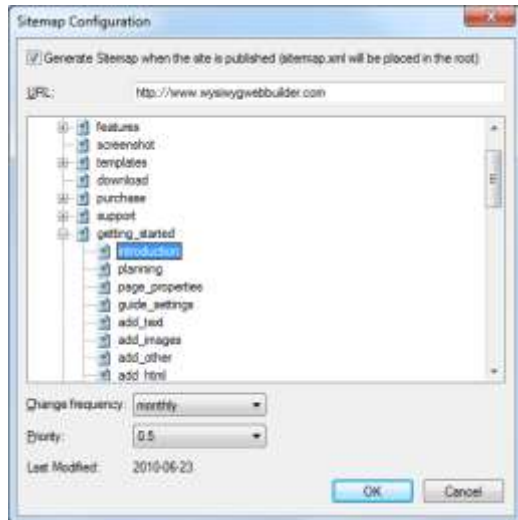 Sitemap Configuration
Generate Sitemap when the site is published (sitemap.xml will be placed in the root)
URL: http://www.wysiwygwebbuilder.com
features
screenshot
templates
download
purchase
support
getting_started
introduction
planning
page_properties
guide_settings
add_text
add_images
add_other
add_html
Change frequency: monthly
Priority: 0.5
Last Modified: 2010-06-23
OK Cancel